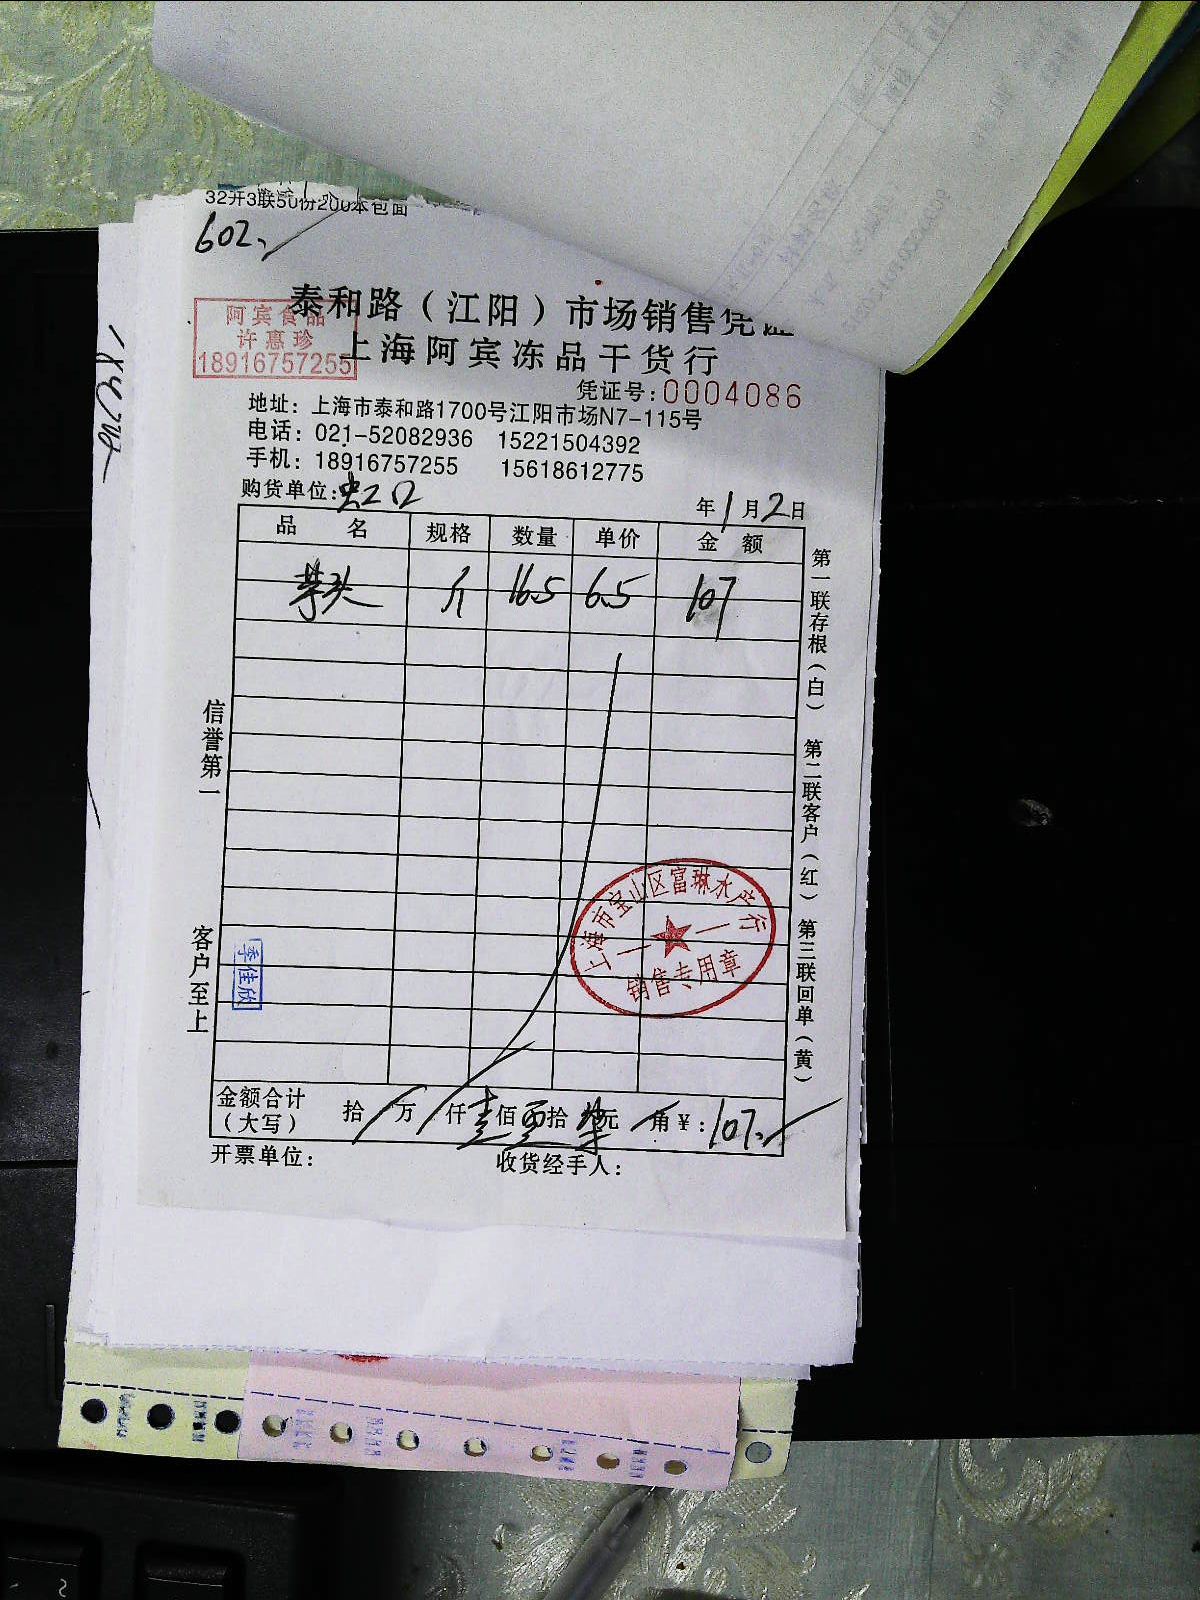 32开3联50份200本包面
602.
泰和路（江阳）市场销售凭证
阿宾食品
许惠珍
18916757255
上海阿宾冻品干货行
凭证号：0004086
地址：上海市泰和路1700号江阳市场N7-115号
电话：021-52082936 15221504392
手机：18916757255 15618612775
购货单位：虹口
年1月2日
品名 规格 数量 单价 金额
芋头 斤 16.5 6.5 107
第一联存根（白） 第二联客户（红） 第三联回单（黄）
信誉第一
客户至上
季佳欣
上海市宝山区富琳水产行
销售专用章
金额合计（大写） 拾 万 仟壹佰零拾柒元 角¥：107.
开票单位： 收货经手人：